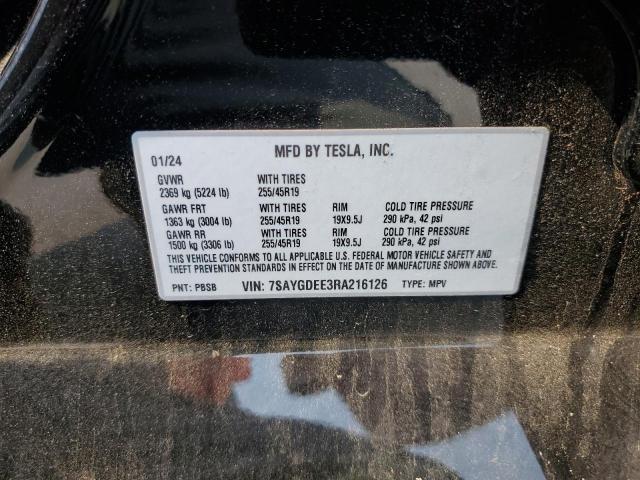 MFD BY TESLA, INC.
01/24
GVWR WITH TIRES
2369 kg (5224 lb) 255/45R19
GAWR FRT WITH TIRES RIM COLD TIRE PRESSURE
1363 kg (3004 lb) 255/45R19 19X9.5J 290 kPa, 42 psi
GAWR RR WITH TIRES RIM COLD TIRE PRESSURE
1500 kg (3306 lb) 255/45R19 19X9.5J 290 kPa, 42 psi
THIS VEHICLE CONFORMS TO ALL APPLICABLE U.S. FEDERAL MOTOR VEHICLE SAFETY AND
THEFT PREVENTION STANDARDS IN EFFECT ON THE DATE OF MANUFACTURE SHOWN ABOVE.
PNT: PBSB VIN: 7SAYGDEE3RA216126 TYPE: MPV